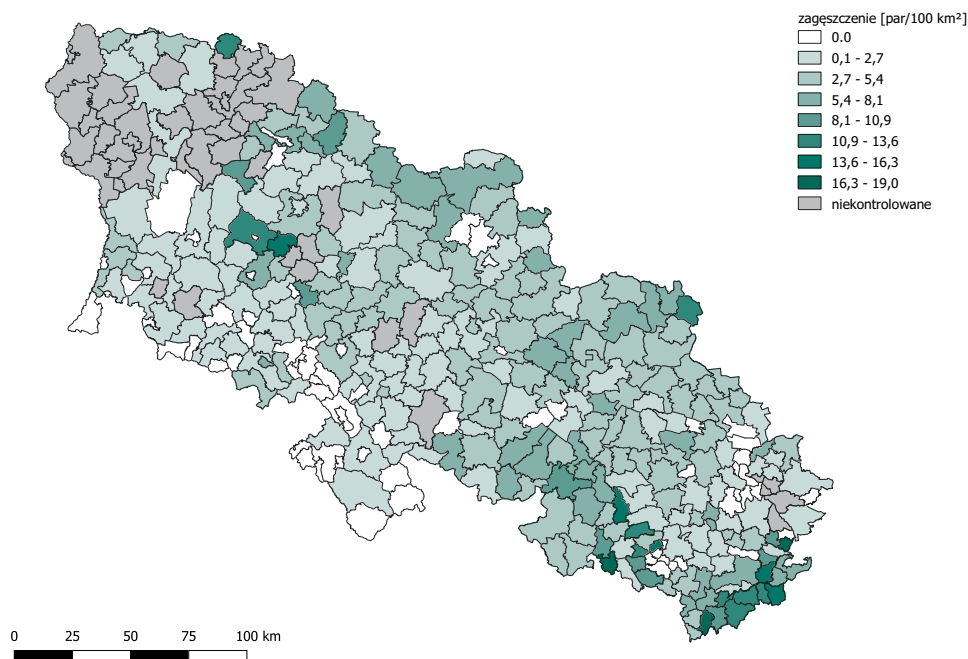 zagęszczenie [par/100 km²]
0.0
0,1 - 2,7
2,7 - 5,4
5,4 - 8,1
8,1 - 10,9
10,9 - 13,6
13,6 - 16,3
16,3 - 19,0
niekontrolowane
0 25 50 75 100 km